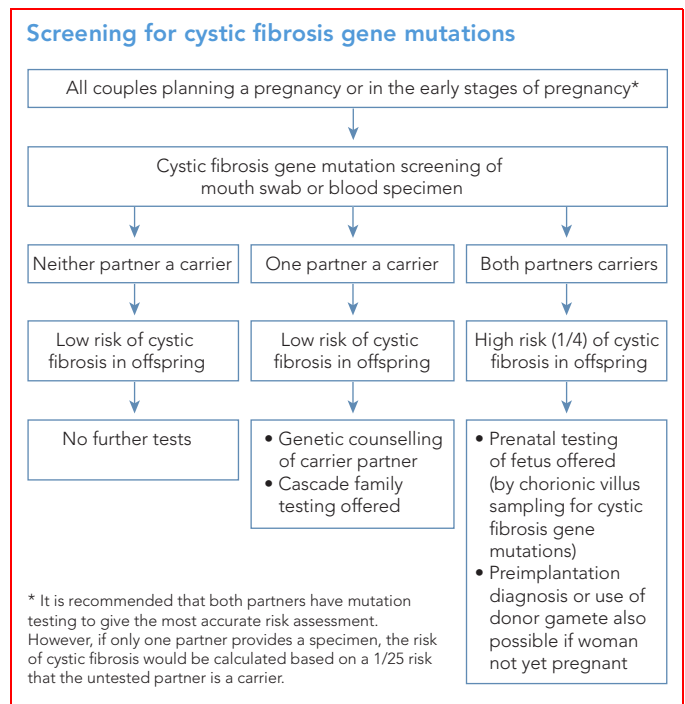 Screening for cystic fibrosis gene mutations
All couples planning a pregnancy or in the early stages of pregnancy*
Cystic fibrosis gene mutation screening of
mouth swab or blood specimen
Neither partner a carrier
One partner a carrier
Both partners carriers
Low risk of cystic
fibrosis in offspring
Low risk of cystic
fibrosis in offspring
High risk (1/4) of cystic
fibrosis in offspring
No further tests
• Genetic counselling
of carrier partner
• Cascade family
testing offered
• Prenatal testing
of fetus offered
(by chorionic villus
sampling for cystic
fibrosis gene
mutations)
• Preimplantation
diagnosis or use of
donor gamete also
possible if woman
not yet pregnant
* It is recommended that both partners have mutation
testing to give the most accurate risk assessment.
However, if only one partner provides a specimen, the risk
of cystic fibrosis would be calculated based on a 1/25 risk
that the untested partner is a carrier.